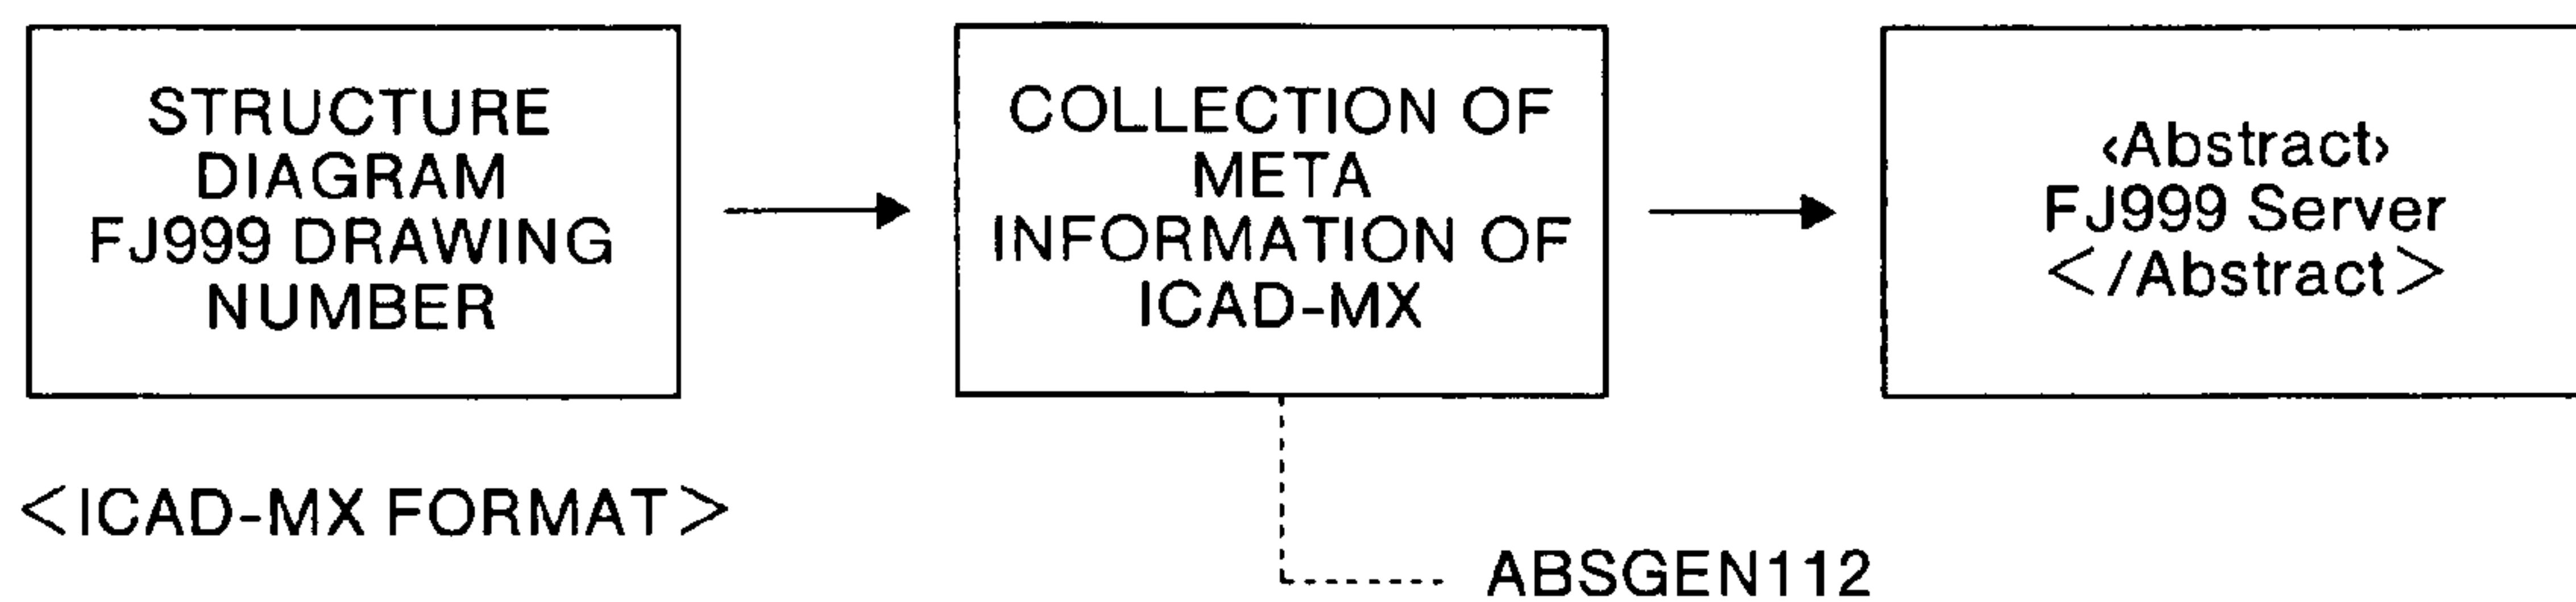 STRUCTURE
DIAGRAM
FJ999 DRAWING
NUMBER
<ICAD-MX FORMAT>
COLLECTION OF
META
INFORMATION OF
ICAD-MX
ABSGEN112
‹Abstract›
FJ999 Server
</Abstract>